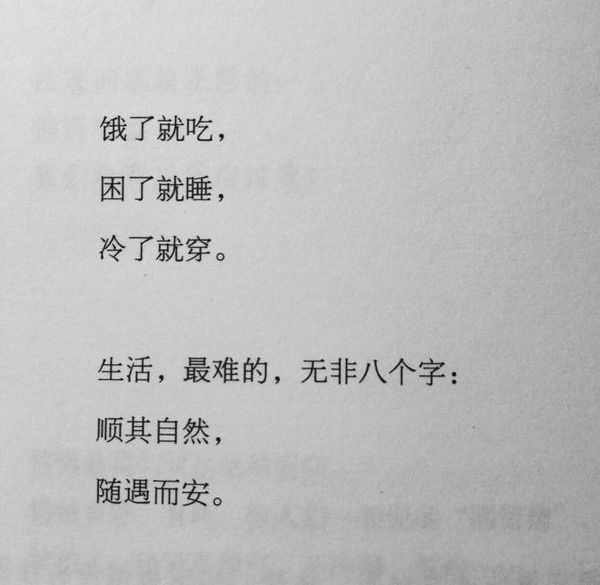 饿了就吃，
困了就睡，
冷了就穿。
生活，最难的，无非八个字：
顺其自然，
随遇而安。